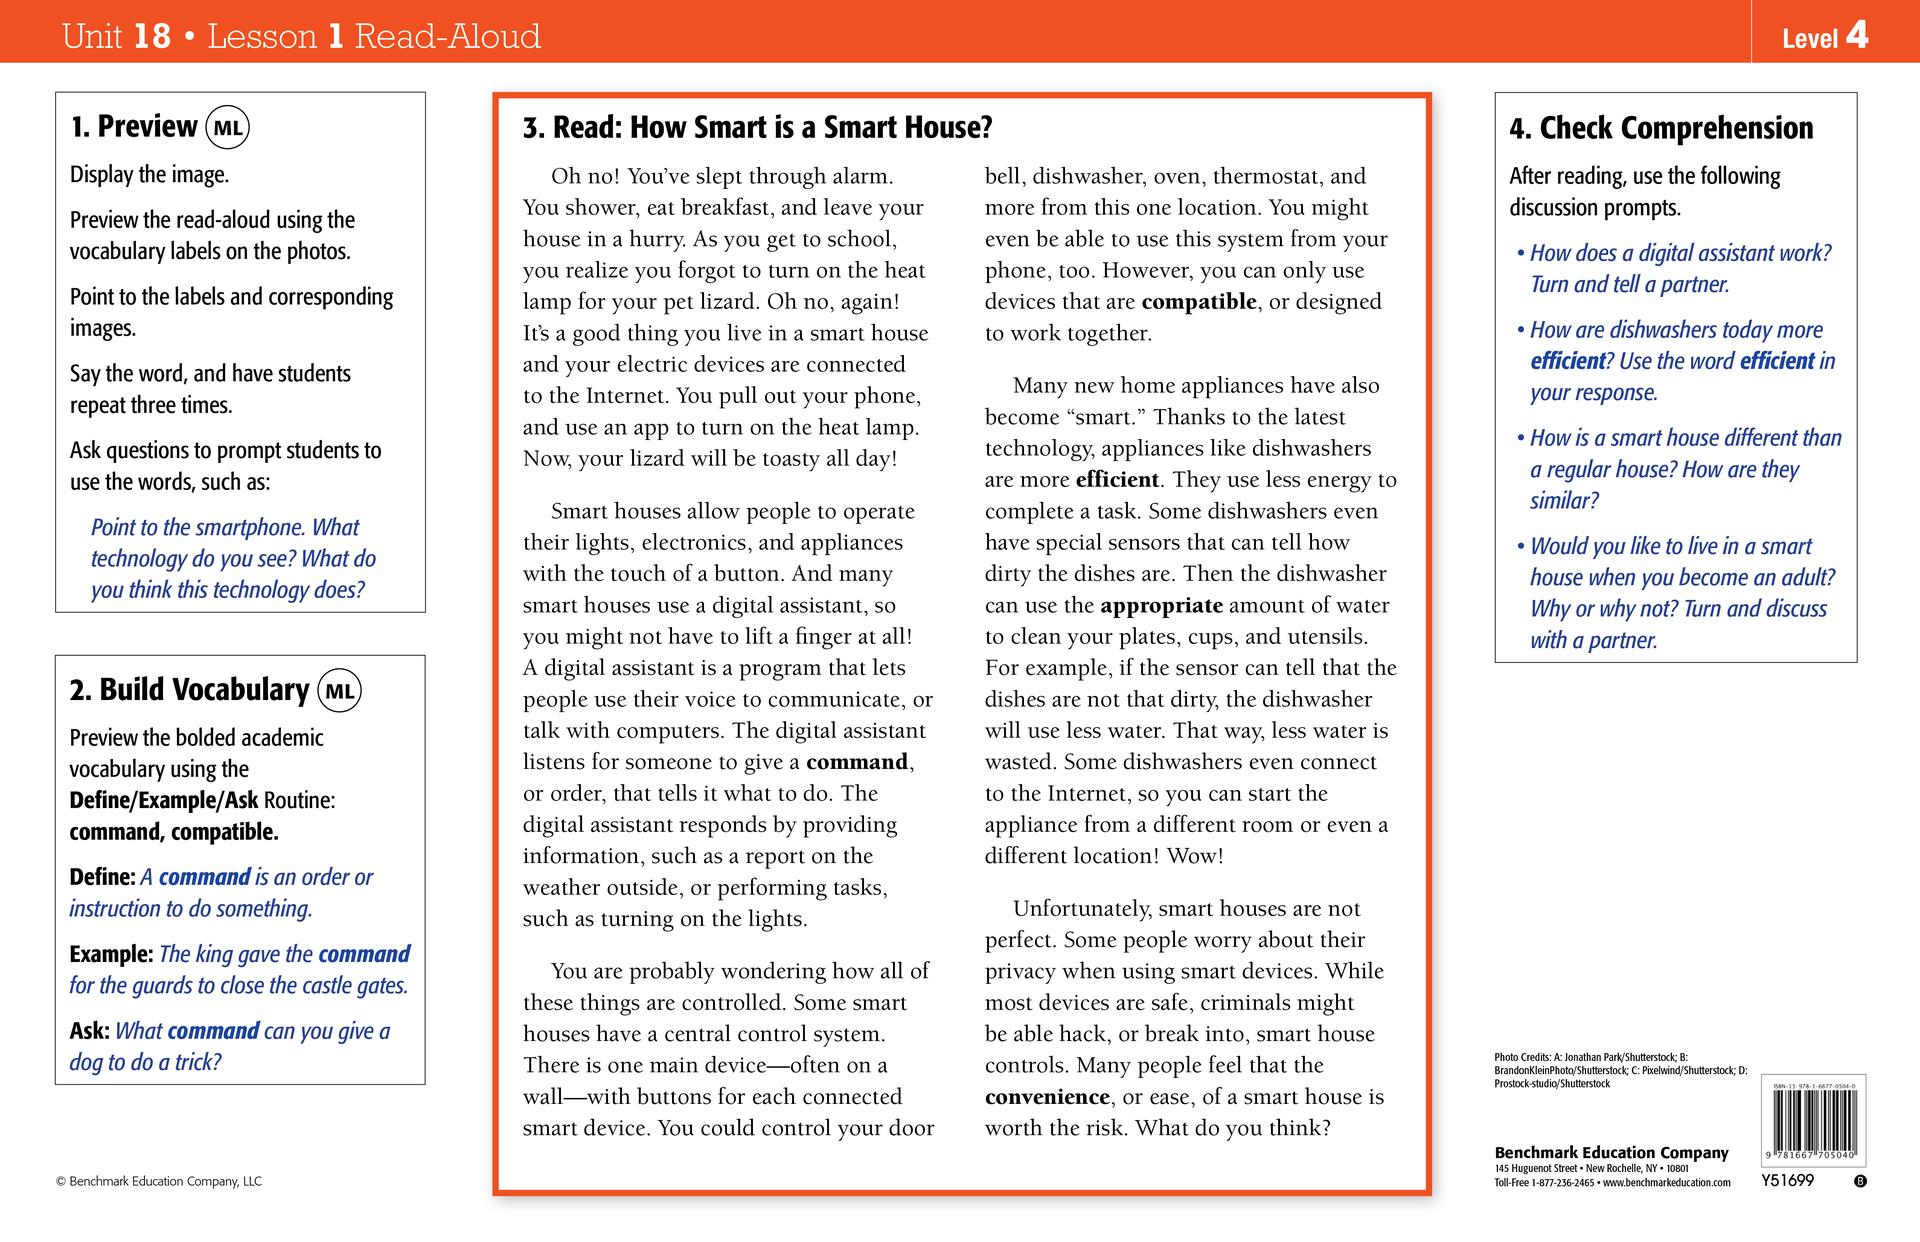 Unit 18 • Lesson 1 Read-Aloud
Level 4
1. Preview ML
Display the image.
Preview the read-aloud using the
vocabulary labels on the photos.
Point to the labels and corresponding
images.
Say the word, and have students
repeat three times.
Ask questions to prompt students to
use the words, such as:
Point to the smartphone. What
technology do you see? What do
you think this technology does?
2. Build Vocabulary ML
Preview the bolded academic
vocabulary using the
Define/Example/Ask Routine:
command, compatible.
Define: A command is an order or
instruction to do something.
Example: The king gave the command
for the guards to close the castle gates.
Ask: What command can you give a
dog to do a trick?
© Benchmark Education Company, LLC
3. Read: How Smart is a Smart House?
Oh no! You've slept through alarm.
You shower, eat breakfast, and leave your
house in a hurry. As you get to school,
you realize you forgot to turn on the heat
lamp for your pet lizard. Oh no, again!
It's a good thing you live in a smart house
and your electric devices are connected
to the Internet. You pull out your phone,
and use an app to turn on the heat lamp.
Now, your lizard will be toasty all day!
Smart houses allow people to operate
their lights, electronics, and appliances
with the touch of a button. And many
smart houses use a digital assistant, so
you might not have to lift a finger at all!
A digital assistant is a program that lets
people use their voice to communicate, or
talk with computers. The digital assistant
listens for someone to give a command,
or order, that tells it what to do. The
digital assistant responds by providing
information, such as a report on the
weather outside, or performing tasks,
such as turning on the lights.
You are probably wondering how all of
these things are controlled. Some smart
houses have a central control system.
There is one main device—often on a
wall—with buttons for each connected
smart device. You could control your door
bell, dishwasher, oven, thermostat, and
more from this one location. You might
even be able to use this system from your
phone, too. However, you can only use
devices that are compatible, or designed
to work together.
Many new home appliances have also
become “smart.” Thanks to the latest
technology, appliances like dishwashers
are more efficient. They use less energy to
complete a task. Some dishwashers even
have special sensors that can tell how
dirty the dishes are. Then the dishwasher
can use the appropriate amount of water
to clean your plates, cups, and utensils.
For example, if the sensor can tell that the
dishes are not that dirty, the dishwasher
will use less water. That way, less water is
wasted. Some dishwashers even connect
to the Internet, so you can start the
appliance from a different room or even a
different location! Wow!
Unfortunately, smart houses are not
perfect. Some people worry about their
privacy when using smart devices. While
most devices are safe, criminals might
be able hack, or break into, smart house
controls. Many people feel that the
convenience, or ease, of a smart house is
worth the risk. What do you think?
4. Check Comprehension
After reading, use the following
discussion prompts.
• How does a digital assistant work?
Turn and tell a partner.
• How are dishwashers today more
efficient? Use the word efficient in
your response.
• How is a smart house different than
a regular house? How are they
similar?
• Would you like to live in a smart
house when you become an adult?
Why or why not? Turn and discuss
with a partner.
Photo Credits: A: Jonathan Park/Shutterstock; B:
BrandonKleinPhoto/Shutterstock; C: Pixelwind/Shutterstock; D:
Prostock-studio/Shutterstock
Benchmark Education Company
145 Huguenot Street • New Rochelle, NY • 10801
Toll-Free 1-877-236-2465 • www.benchmarkeducation.com
ISBN-13 978-1-6677-0504-0
9 781667 705040
Y51699
B